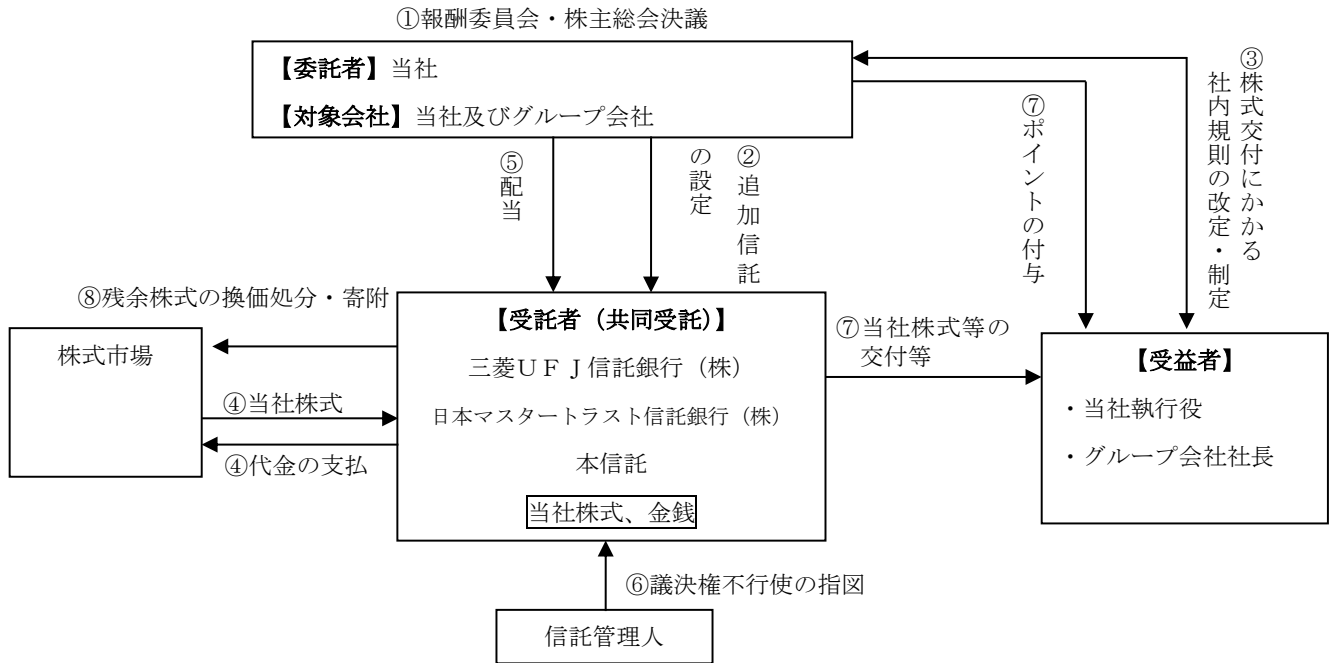 ①報酬委員会・株主総会決議
【委託者】当社
【対象会社】当社及びグループ会社
③株式交付にかかる
社内規則の改定・制定
⑦ポイントの付与
②追加信託
の設定
⑤配当
⑧残余株式の換価処分・寄附
株式市場
④当社株式
④代金の支払
【受託者（共同受託）】
三菱ＵＦＪ信託銀行（株）
日本マスタートラスト信託銀行（株）
本信託
当社株式、金銭
⑦当社株式等の
交付等
【受益者】
・当社執行役
・グループ会社社長
⑥議決権不行使の指図
信託管理人